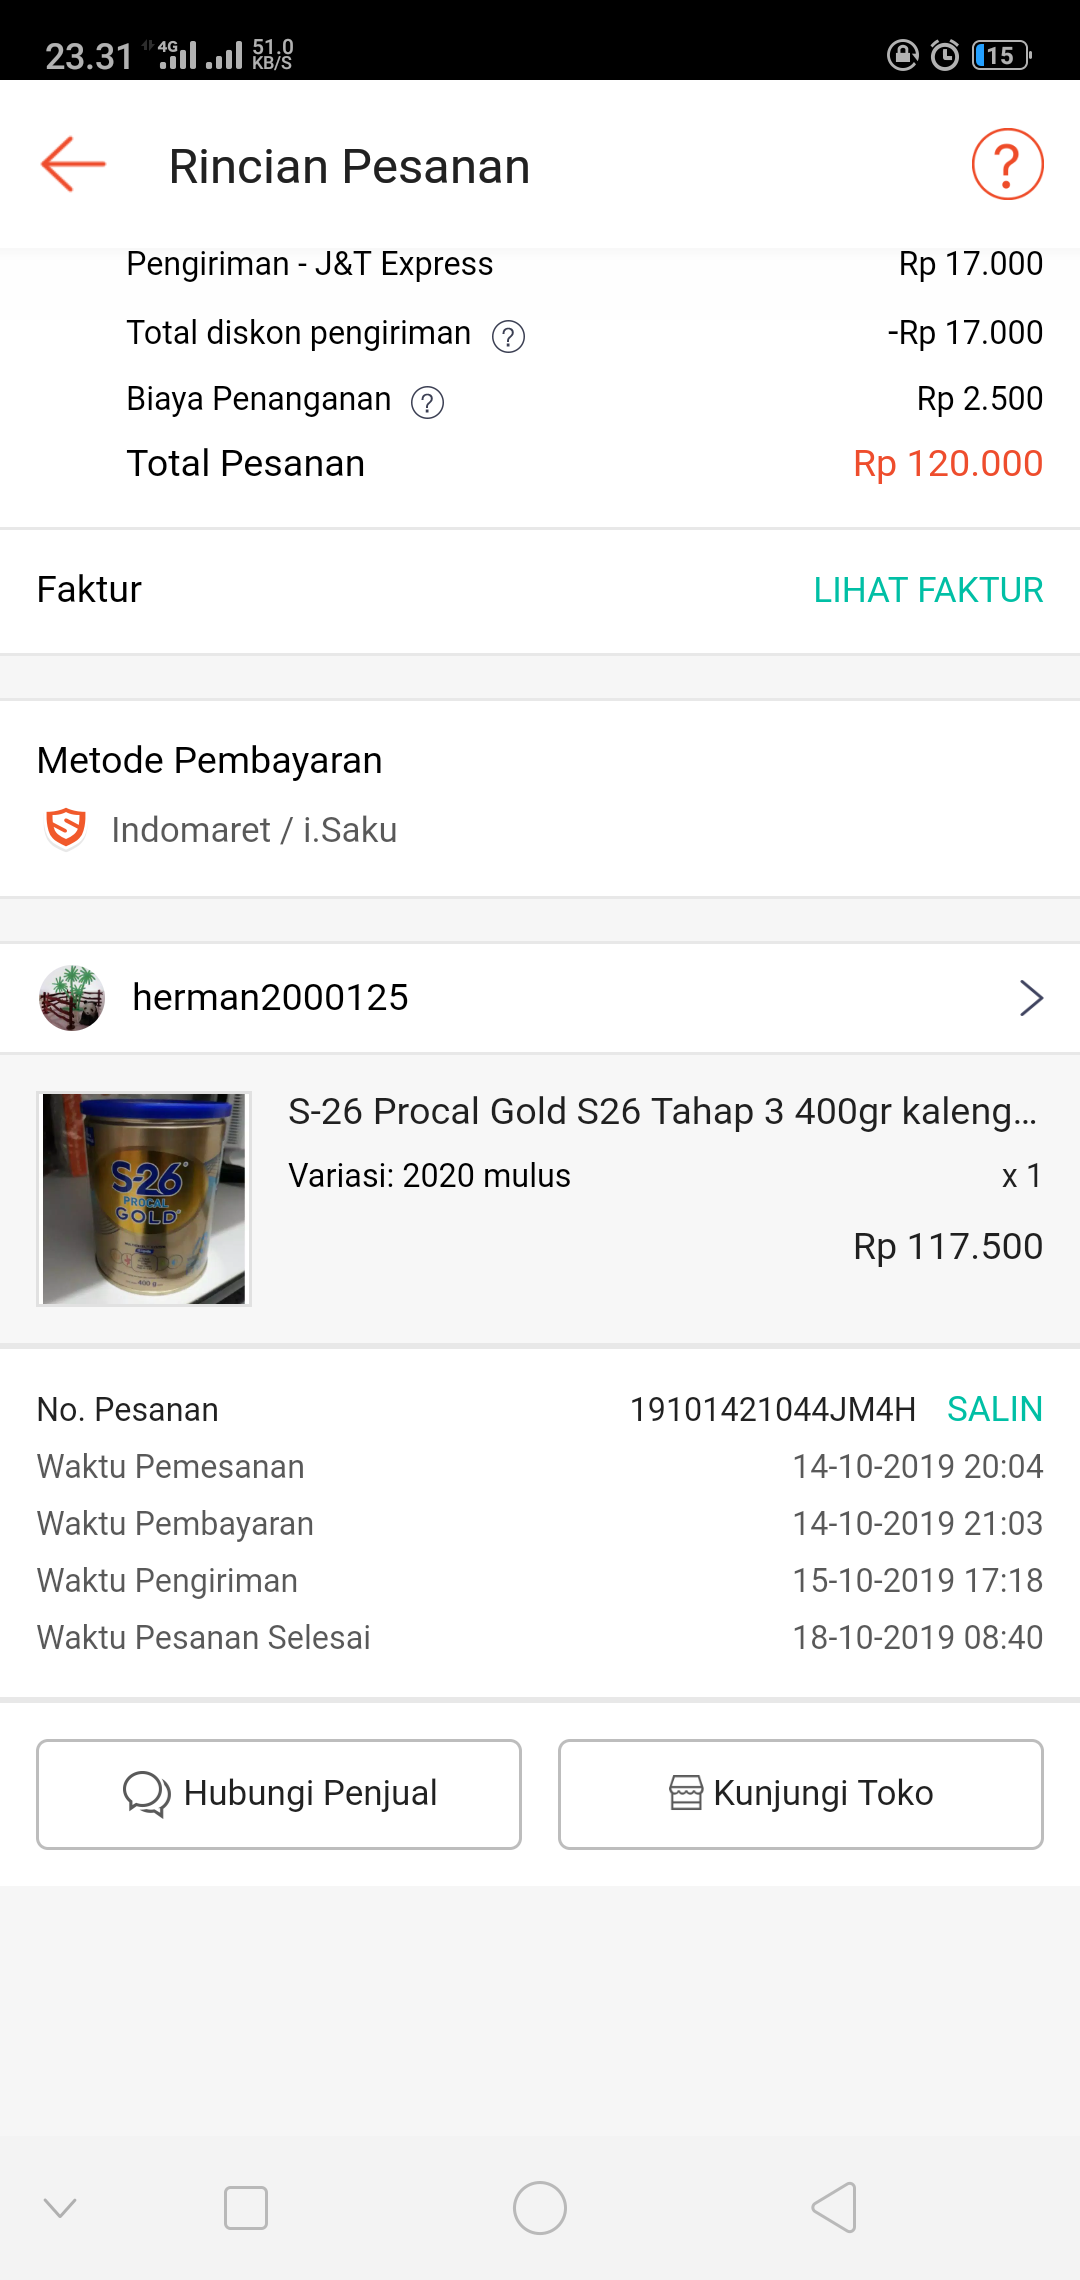 23.31 4G 51.0 KB/S 15
Rincian Pesanan
Pengiriman - J&T Express Rp 17.000
Total diskon pengiriman ? -Rp 17.000
Biaya Penanganan ? Rp 2.500
Total Pesanan Rp 120.000
Faktur LIHAT FAKTUR
Metode Pembayaran
Indomaret / i.Saku
herman2000125
S-26 Procal Gold S26 Tahap 3 400gr kaleng...
Variasi: 2020 mulus x 1
Rp 117.500
S-26
PROCAL
GOLD
400 g
No. Pesanan 19101421044JM4H SALIN
Waktu Pemesanan 14-10-2019 20:04
Waktu Pembayaran 14-10-2019 21:03
Waktu Pengiriman 15-10-2019 17:18
Waktu Pesanan Selesai 18-10-2019 08:40
Hubungi Penjual Kunjungi Toko